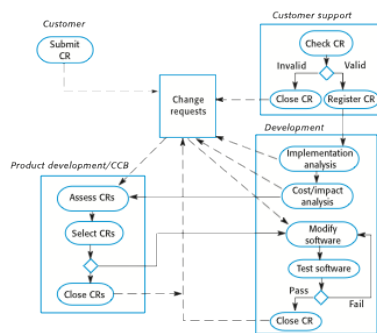 Customer
Submit
CR
Customer support
Check CR
Invalid
Valid
Close CR
Register CR
Change
requests
Development
Implementation
analysis
Cost/impact
analysis
Product development/CCB
Assess CRs
Select CRs
Close CRs
Modify
software
Test software
Pass
Fail
Close CR